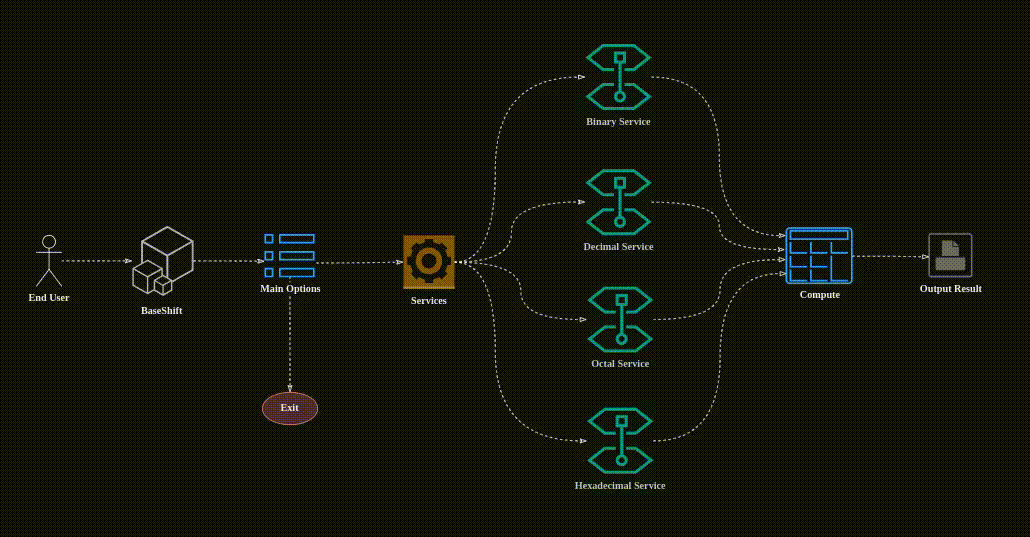 End User
BaseShift
Main Options
Exit
Services
Binary Service
Decimal Service
Octal Service
Hexadecimal Service
Compute
Output Result